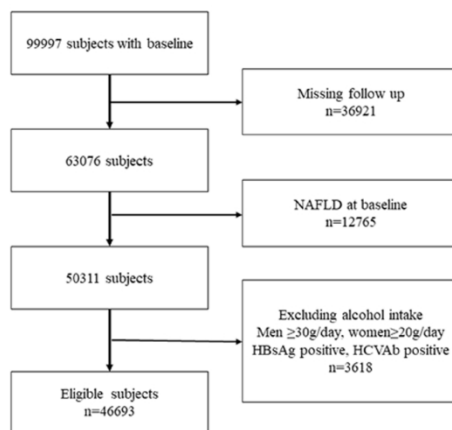 99997 subjects with baseline
Missing follow up
n=36921
63076 subjects
NAFLD at baseline
n=12765
50311 subjects
Excluding alcohol intake
Men ≥30g/day, women≥20g/day
HBsAg positive, HCVAb positive
n=3618
Eligible subjects
n=46693